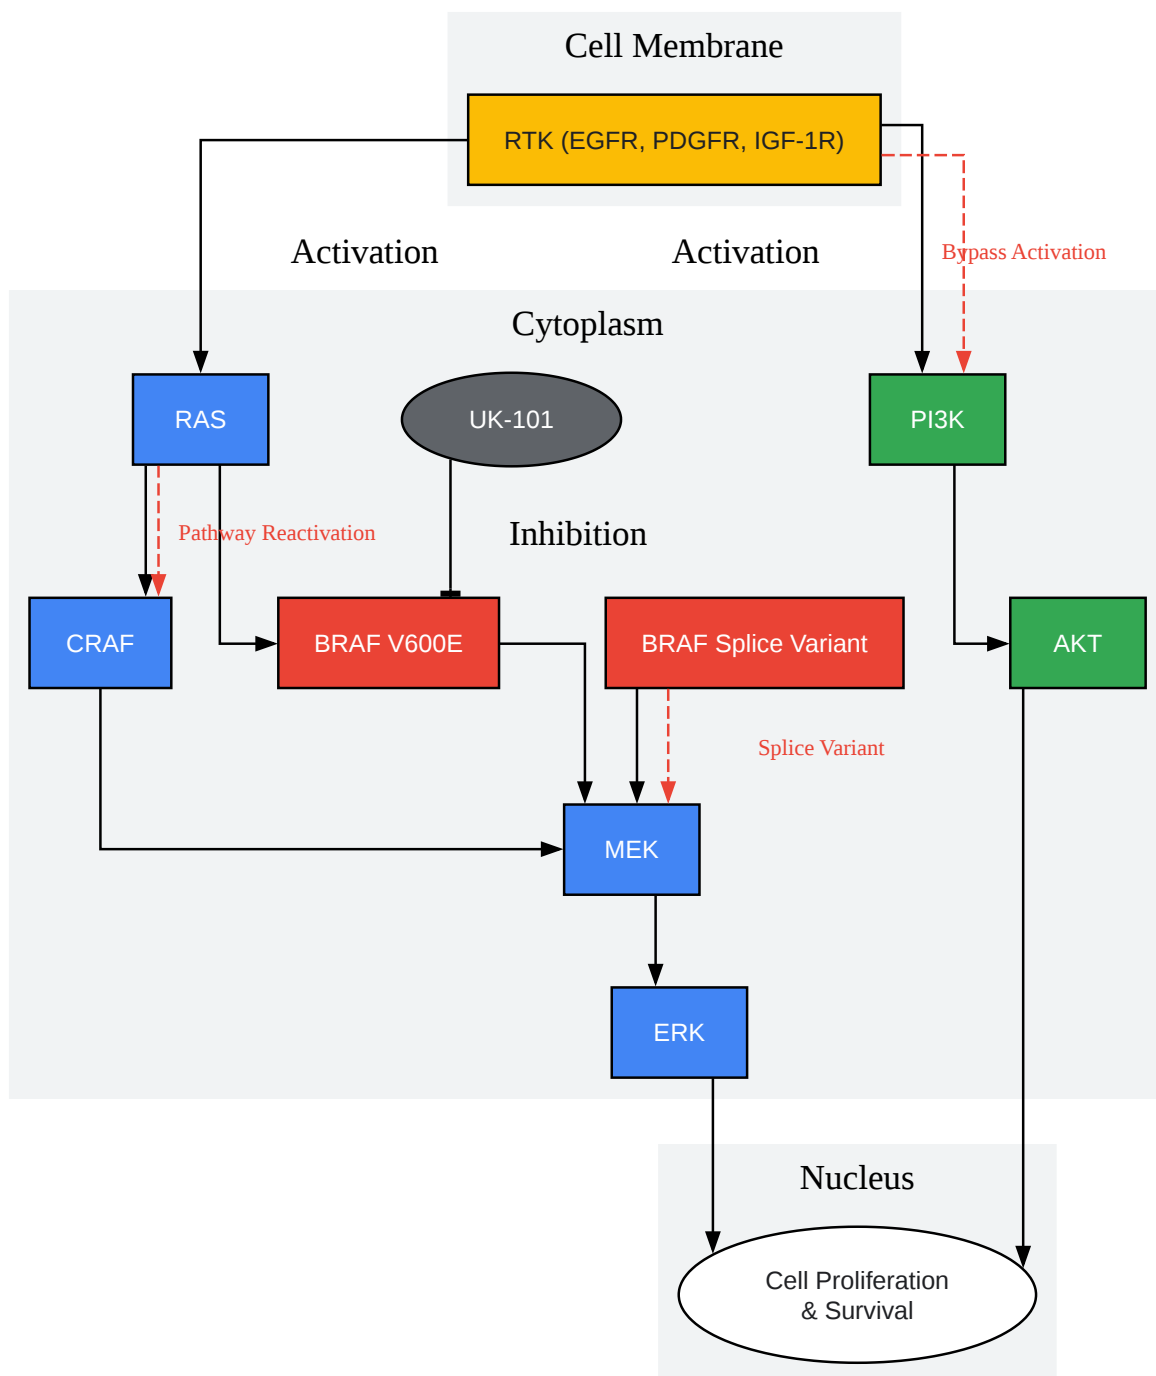 Cell Membrane
RTK (EGFR, PDGFR, IGF-1R)
Activation
Activation
Bypass Activation
Cytoplasm
RAS
UK-101
PI3K
Pathway Reactivation
Inhibition
CRAF
BRAF V600E
BRAF Splice Variant
AKT
Splice Variant
MEK
ERK
Nucleus
Cell Proliferation
& Survival